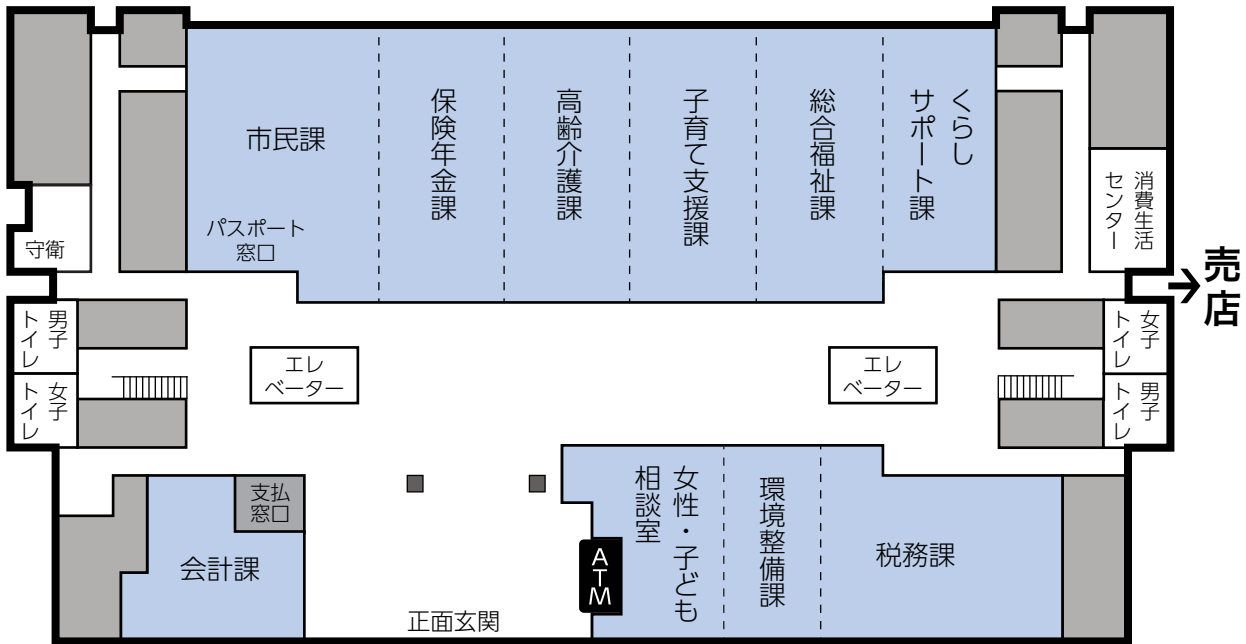 市民課
パスポート
窓口
保険年金課
高齢介護課
子育て支援課
総合福祉課
くらし
サポート課
消費生活
センター
守衛
売店
男子
トイレ
女子
トイレ
エレ
ベーター
エレ
ベーター
女子
トイレ
男子
トイレ
支払
窓口
会計課
正面玄関
ATM
女性・子ども
相談室
環境整備課
税務課